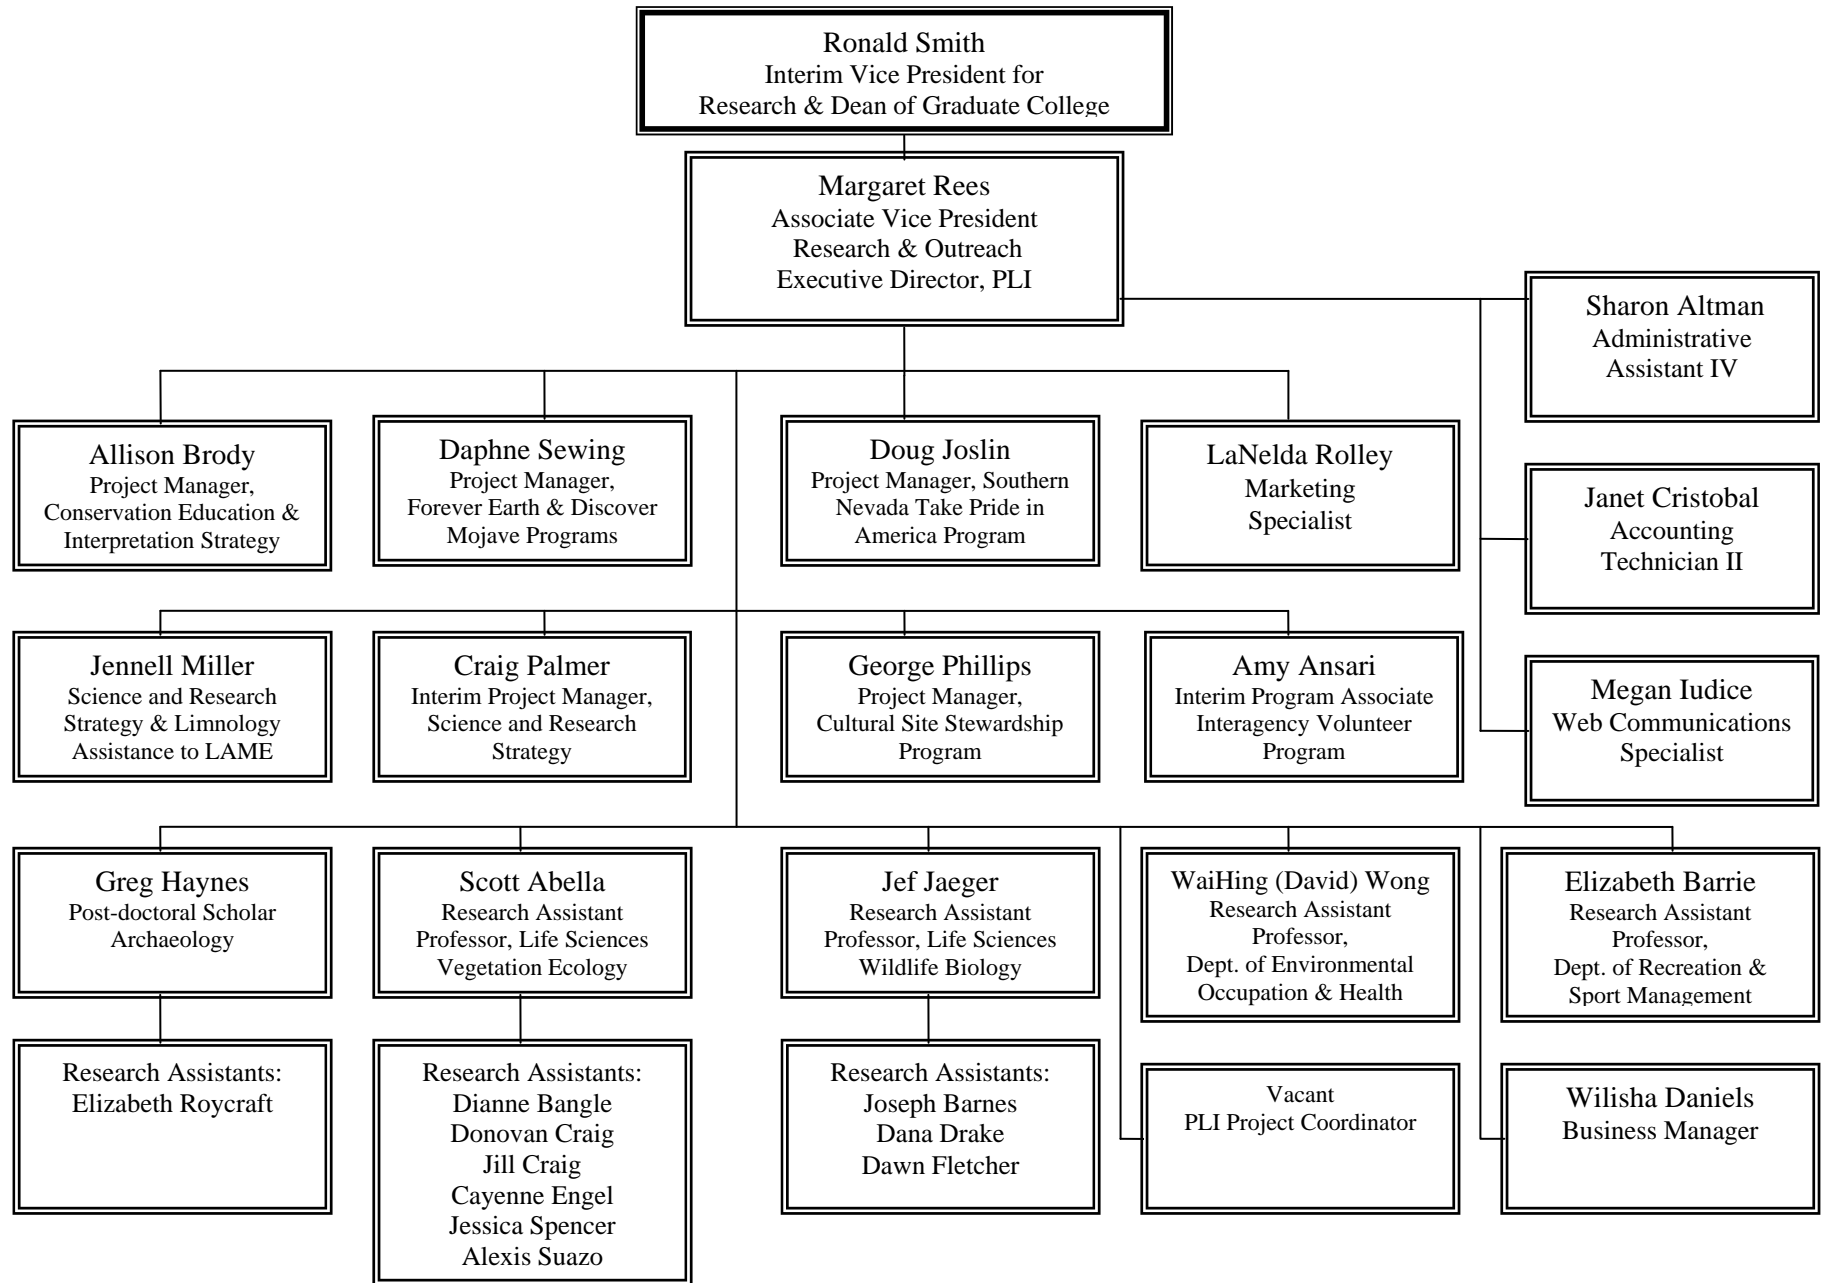 Ronald Smith
Interim Vice President for
Research & Dean of Graduate College
Margaret Rees
Associate Vice President
Research & Outreach
Executive Director, PLI
Sharon Altman
Administrative
Assistant IV
Allison Brody
Project Manager,
Conservation Education &
Interpretation Strategy
Daphne Sewing
Project Manager,
Forever Earth & Discover
Mojave Programs
Doug Joslin
Project Manager, Southern
Nevada Take Pride in
America Program
LaNelda Rolley
Marketing
Specialist
Janet Cristobal
Accounting
Technician II
Jennell Miller
Science and Research
Strategy & Limnology
Assistance to LAME
Craig Palmer
Interim Project Manager,
Science and Research
Strategy
George Phillips
Project Manager,
Cultural Site Stewardship
Program
Amy Ansari
Interim Program Associate
Interagency Volunteer
Program
Megan Iudice
Web Communications
Specialist
Greg Haynes
Post-doctoral Scholar
Archaeology
Scott Abella
Research Assistant
Professor, Life Sciences
Vegetation Ecology
Jef Jaeger
Research Assistant
Professor, Life Sciences
Wildlife Biology
WaiHing (David) Wong
Research Assistant
Professor,
Dept. of Environmental
Occupation & Health
Elizabeth Barrie
Research Assistant
Professor,
Dept. of Recreation &
Sport Management
Research Assistants:
Elizabeth Roycraft
Research Assistants:
Dianne Bangle
Donovan Craig
Jill Craig
Cayenne Engel
Jessica Spencer
Alexis Suazo
Research Assistants:
Joseph Barnes
Dana Drake
Dawn Fletcher
Vacant
PLI Project Coordinator
Wilisha Daniels
Business Manager